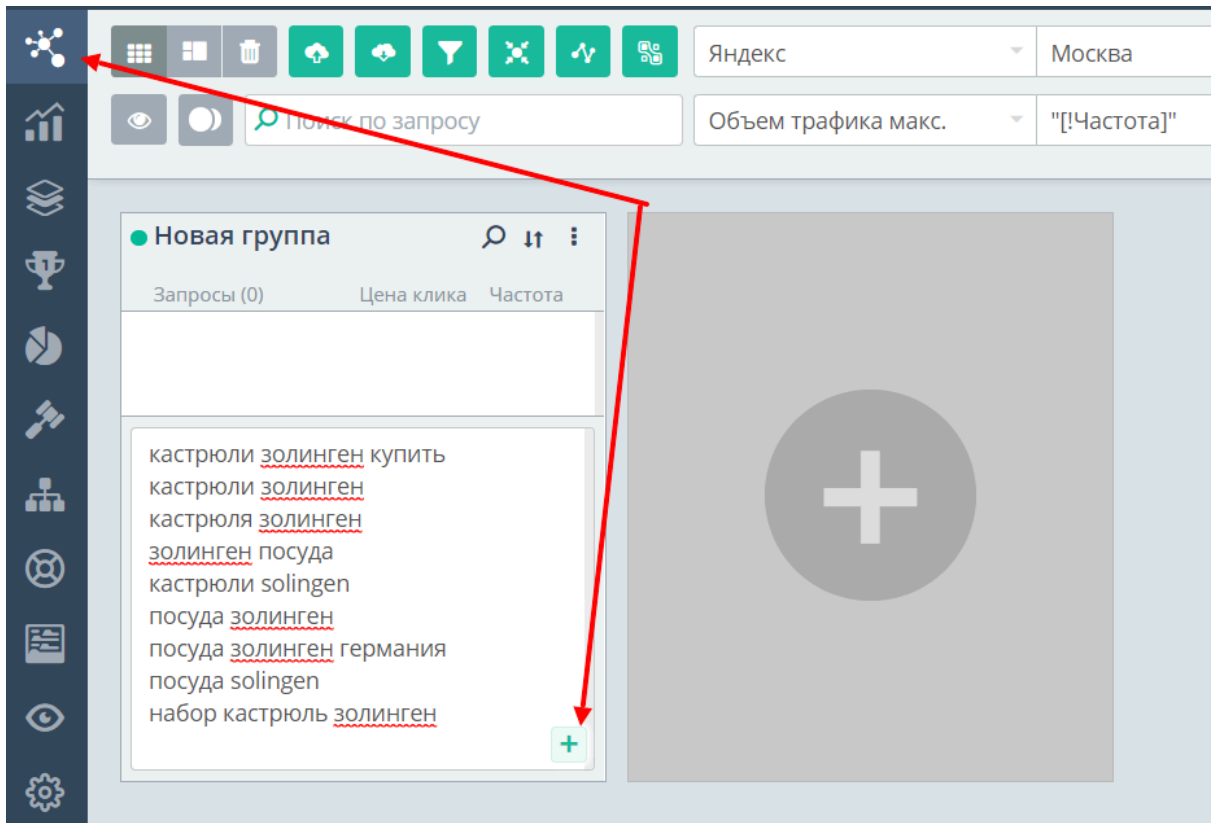 Яндекс
Москва
Поиск по запросу
Объем трафика макс.
"[!Частота]"
Новая группа
Запросы (0) Цена клика Частота
кастрюли золинген купить
кастрюли золинген
кастрюля золинген
золинген посуда
кастрюли solingen
посуда золинген
посуда золинген германия
посуда solingen
набор кастрюль золинген